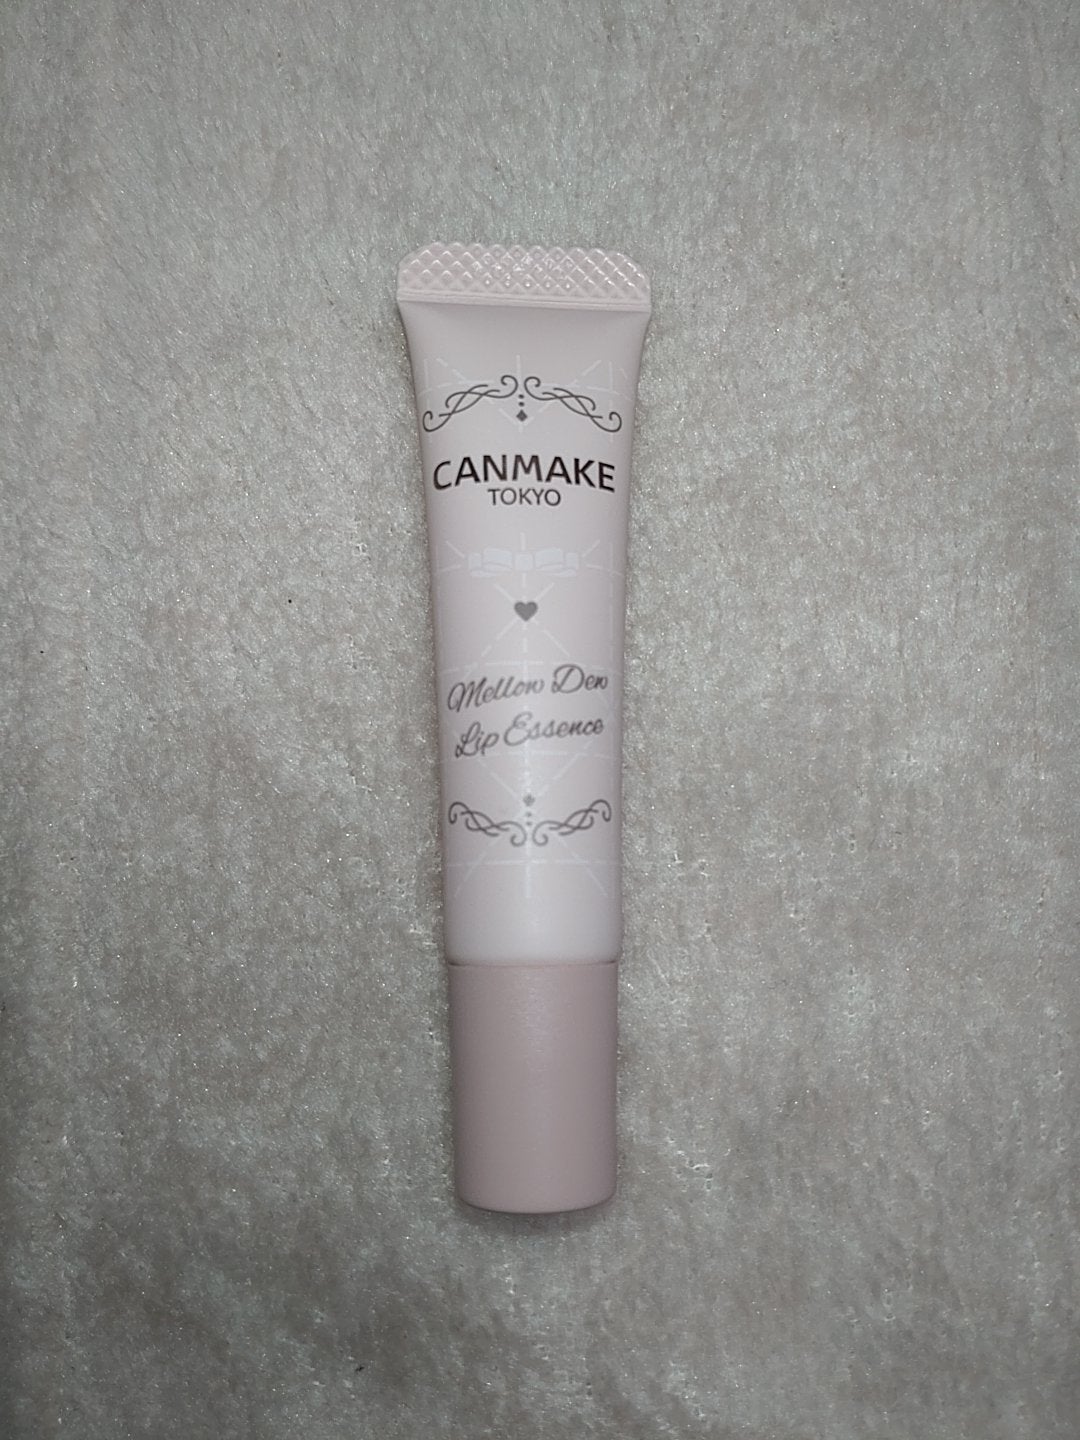 CANMAKE
TOKYO
Mellow Dew
Lip Essence